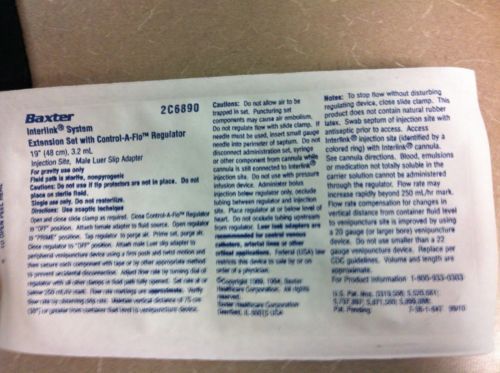 Baxter
2C6890
Interlink® System
Extension Set with Control-A-Flo™ Regulator
19" (48 cm), 3.2 mL
Injection Site, Male Luer Slip Adapter
For gravity use only
Fluid path is sterile, nonpyrogenic
Cautions: Do not use if tip protectors are not in place. Do not
place on sterile field.
Single use only. Do not resterilize.
Directions: Use aseptic technique
Open and close slide clamp as required. Close Control-A-Flo™ Regulator
to "OFF" position. Attach female adapter to fluid source. Open Regulator
to "PRIME" position. Tap regulator to purge air. Prime set, purge air.
Close regulator to "OFF" position. Attach male Luer slip adapter to
peripheral venipuncture device using a firm push and twist motion and
then secure each component with tape or by other appropriate method
to prevent accidental disconnection. Adjust flow rate by turning dial of
regulator with all other clamps in fluid path fully opened. Set rate at or
below 250 mL/hr mark. Flow rate markings are approximate. Verify
flow rate by observing drip rate. Maintain vertical distance of 75 cm
(30") or greater from container fluid level to venipuncture device.
Cautions: Do not allow air to be
trapped in set. Puncturing set
components may cause air embolism.
Do not regulate flow with slide clamp. If
needle must be used, insert small gauge
needle into perimeter of septum. Do not
disconnect administration set, syringe
or other component from cannula while
cannula is still connected to Interlink®
injection site. Do not use with pressure
infusion device. Administer bolus
injection below regulator only, occlude
tubing between regulator and injection
site. Place regulator at or below level of
heart. Do not occlude tubing upstream
from regulator. Luer lock adapters are
recommended for central venous
catheters, arterial lines or other
critical applications. Federal (USA) law
restricts this device to sale by or on
order of a physician.
©Copyright 1989, 1994, Baxter
Healthcare Corporation. All rights
reserved.
Baxter Healthcare Corporation
Deerfield, IL 60015 USA
Notes: To stop flow without disturbing
regulating device, close slide clamp. This
product does not contain natural rubber
latex. Swab septum of injection site with
antiseptic prior to access. Access
Interlink® injection site (identified by a
colored ring) with Interlink® cannula.
See cannula directions. Blood, emulsions
or medication not totally soluble in the
carrier solution cannot be administered
through the regulator. Flow rate may
increase rapidly beyond 250 mL/hr mark.
Flow rate compensation for changes in
vertical distance from container fluid level
to venipuncture site is improved by using
a 20 gauge (or larger bore) venipuncture
device. Do not use smaller than a 22
gauge venipuncture device. Replace per
CDC guidelines. Volume and length are
approximate.
For Product Information 1-800-933-0303
U.S. Pat. Nos.
Pat. Pending.